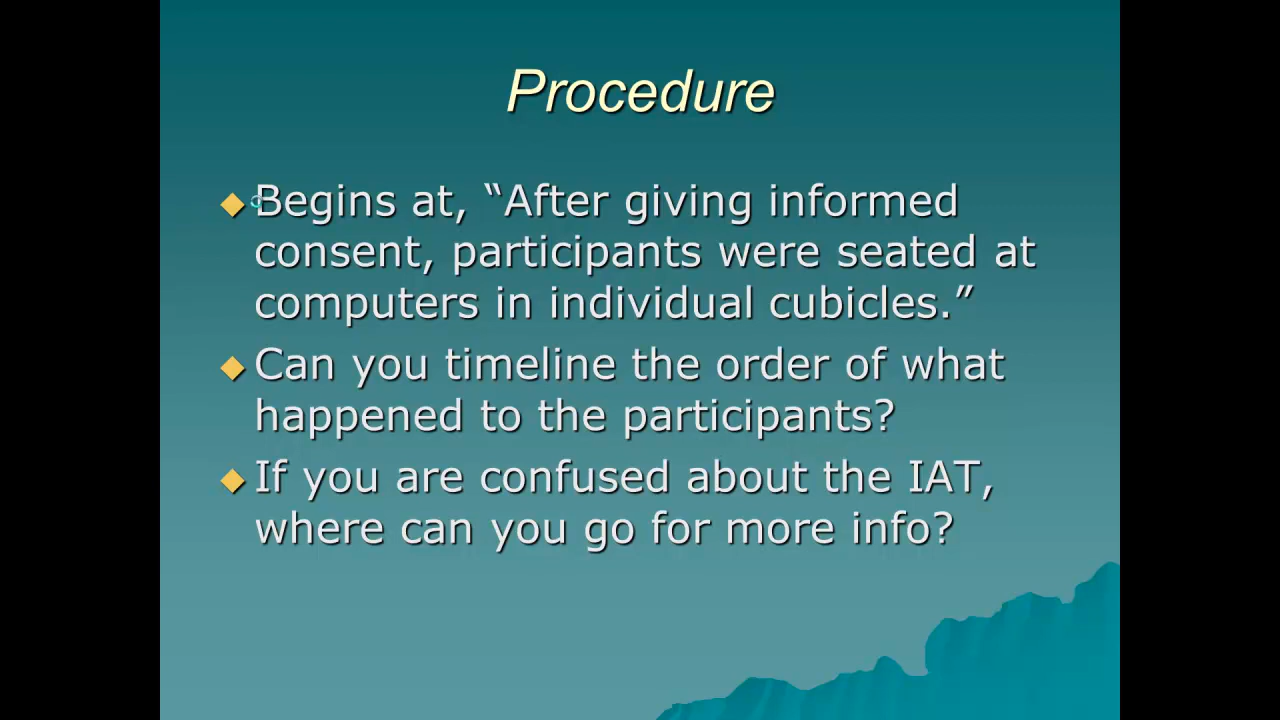 Procedure
Begins at, “After giving informed
consent, participants were seated at
computers in individual cubicles.”
Can you timeline the order of what
happened to the participants?
If you are confused about the IAT,
where can you go for more info?